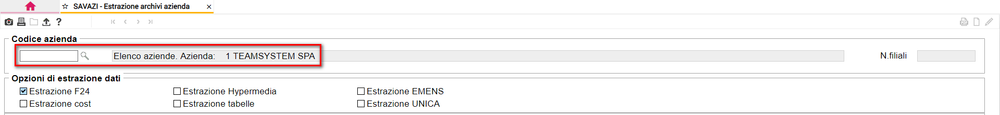 SAVAZI - Estrazione archivi azienda
?
Codice azienda
Elenco aziende. Azienda: 1 TEAMSYSTEM SPA N.filiali
Opzioni di estrazione dati
Estrazione F24 Estrazione Hypermedia Estrazione EMENS
Estrazione cost Estrazione tabelle Estrazione UNICA